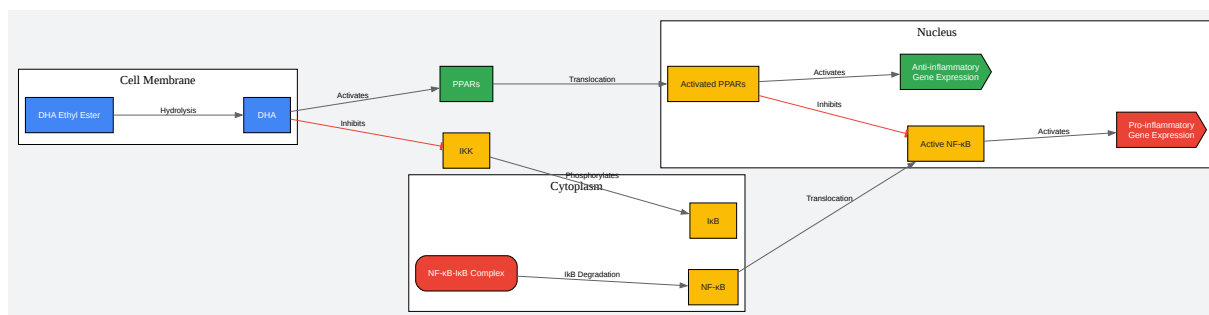 Nucleus
Cell Membrane
DHA Ethyl Ester
Hydrolysis
DHA
Activates
Inhibits
PPARs
IKK
Translocation
Activated PPARs
Activates
Anti-inflammatory
Gene Expression
Inhibits
Active NF-κB
Activates
Pro-inflammatory
Gene Expression
Phosphorylates
Cytoplasm
IκB
Translocation
NF-κB-IκB Complex
IkB Degradation
NF-κB